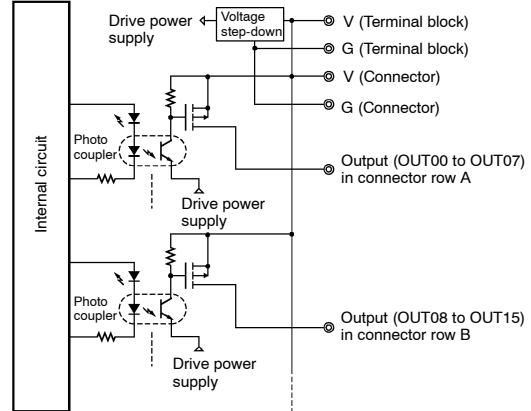 Drive power
supply
Voltage
step-down
V (Terminal block)
G (Terminal block)
V (Connector)
G (Connector)
Internal circuit
Photo
coupler
Output (OUT00 to OUT07)
in connector row A
Drive power
supply
Photo
coupler
Output (OUT08 to OUT15)
in connector row B
Drive power
supply